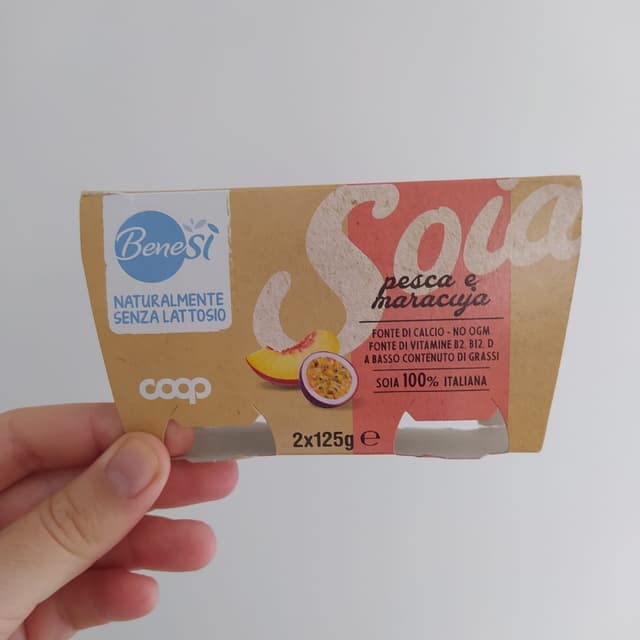 BeneSì
NATURALMENTE
SENZA LATTOSIO
Soia
pesca e
maracuja
FONTE DI CALCIO - NO OGM
FONTE DI VITAMINE B2, B12, D
A BASSO CONTENUTO DI GRASSI
SOIA 100% ITALIANA
coop
2x125g ℮